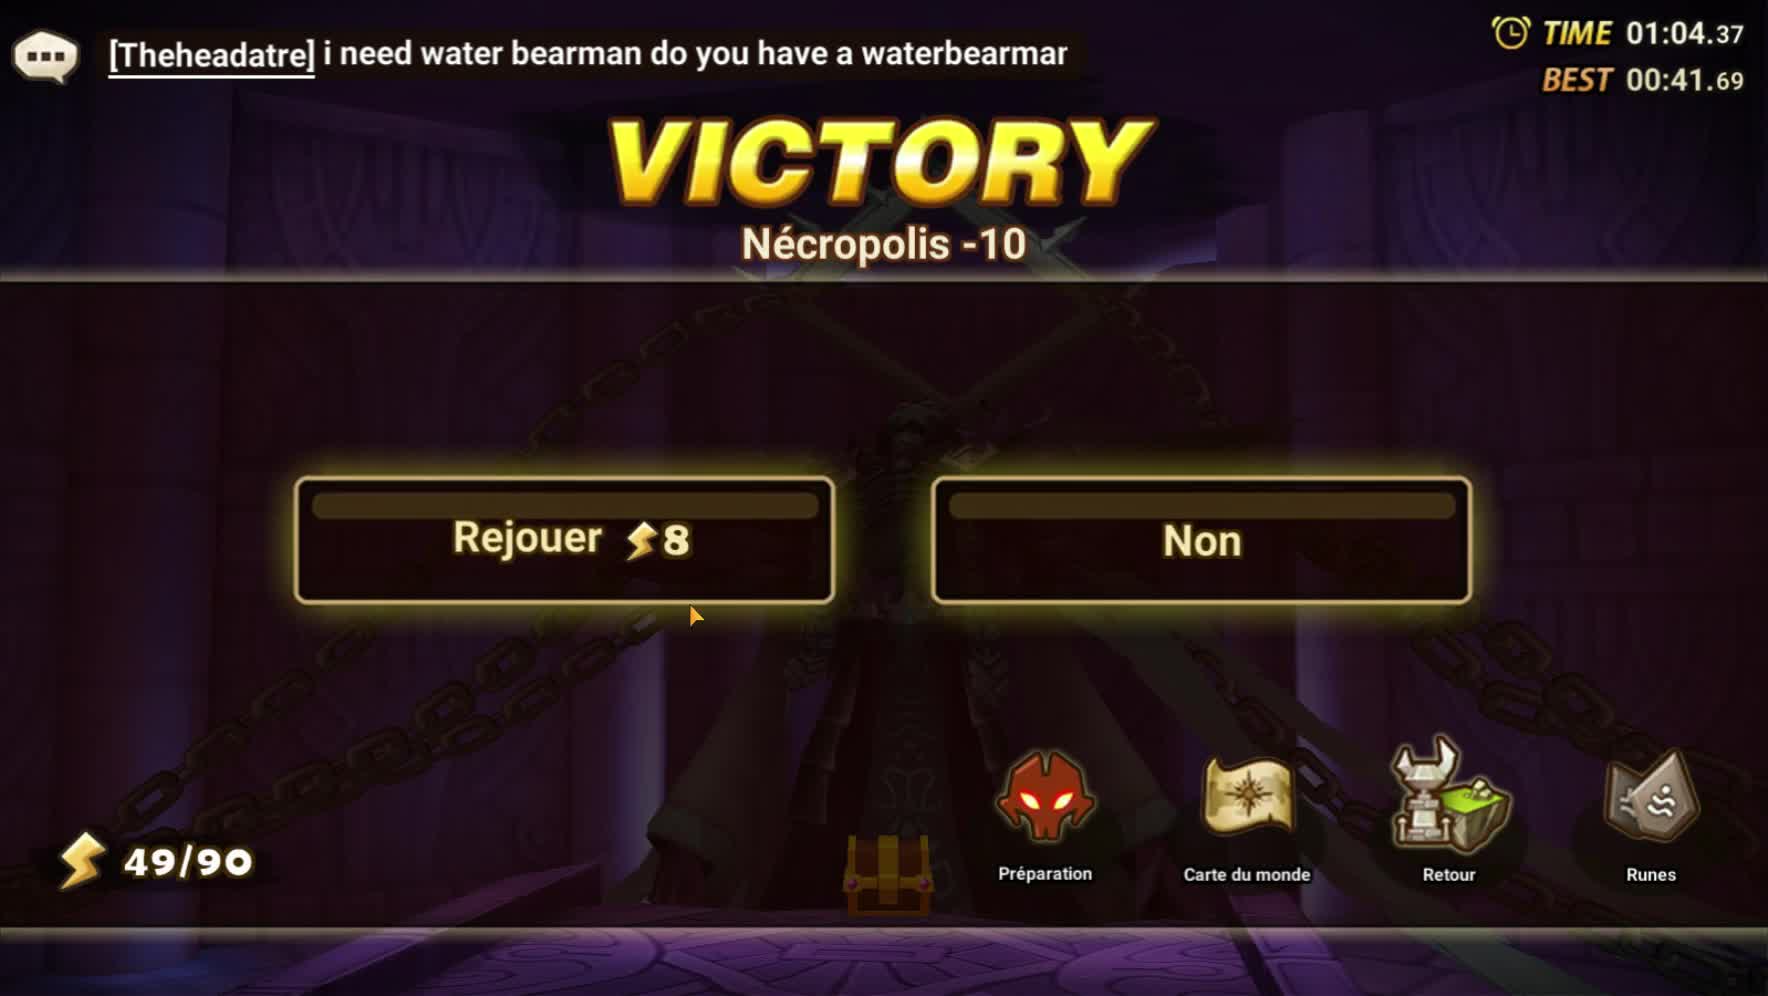 [Theheadatre] i need water bearman do you have a waterbearmar
TIME 01:04.37
BEST 00:41.69
VICTORY
Nécropolis -10
Rejouer 8
Non
49/90
Préparation
Carte du monde
Retour
Runes